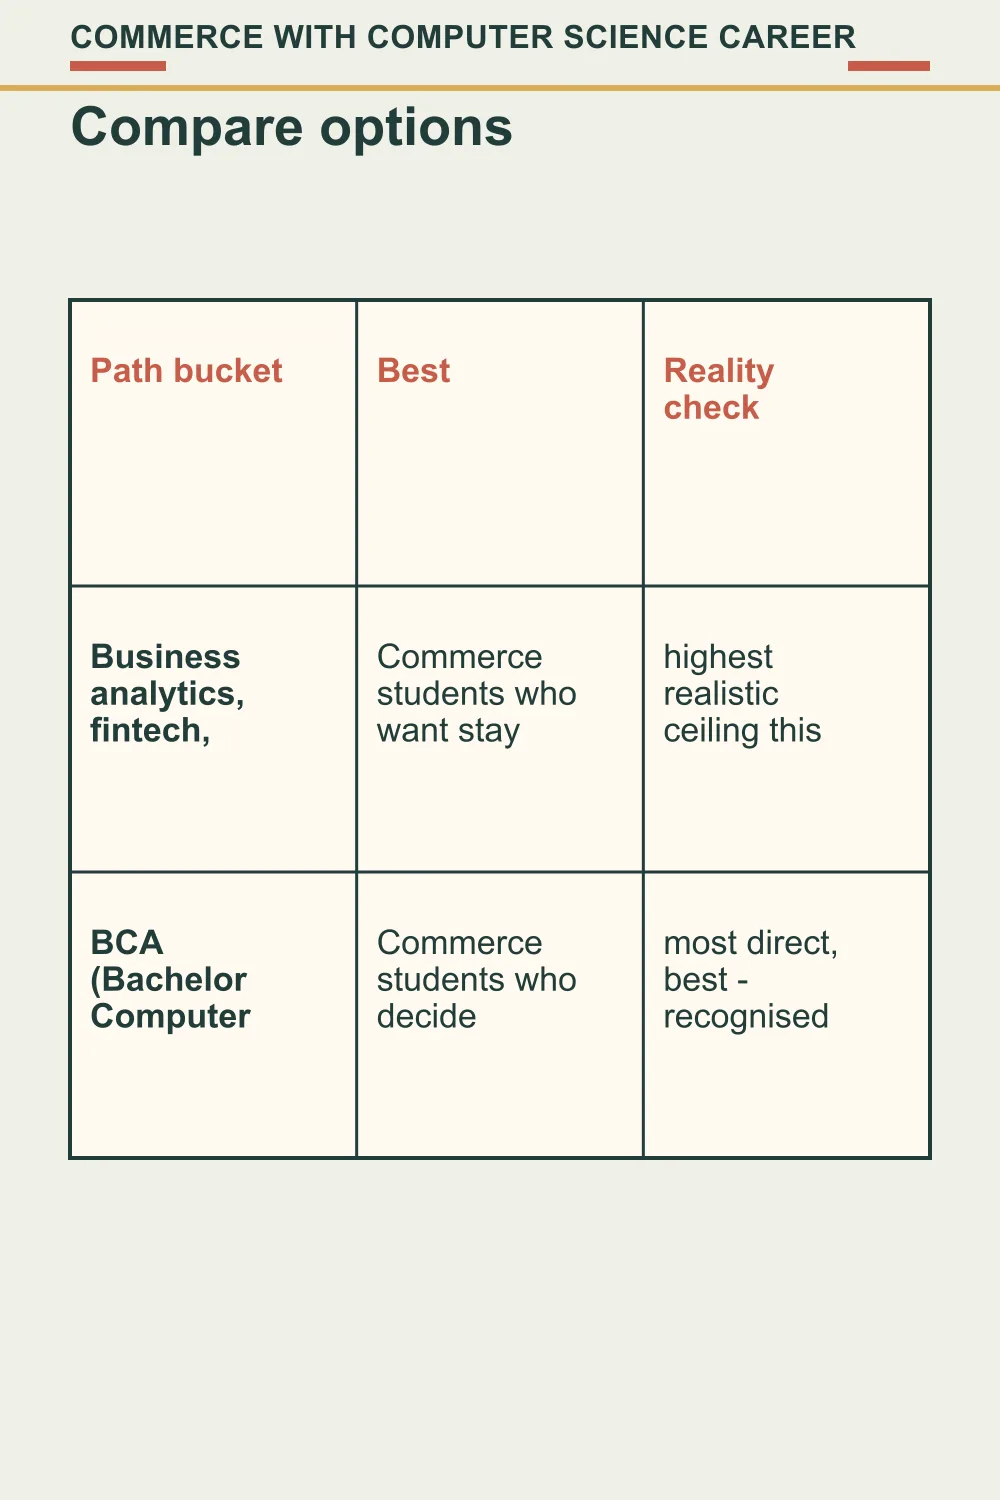 COMMERCE WITH COMPUTER SCIENCE CAREER
Compare options
Path bucket
Best
Reality
check
Business
analytics,
fintech,
Commerce
students who
want stay
highest
realistic
ceiling this
BCA
(Bachelor
Computer
Commerce
students who
decide
most direct,
best -
recognised